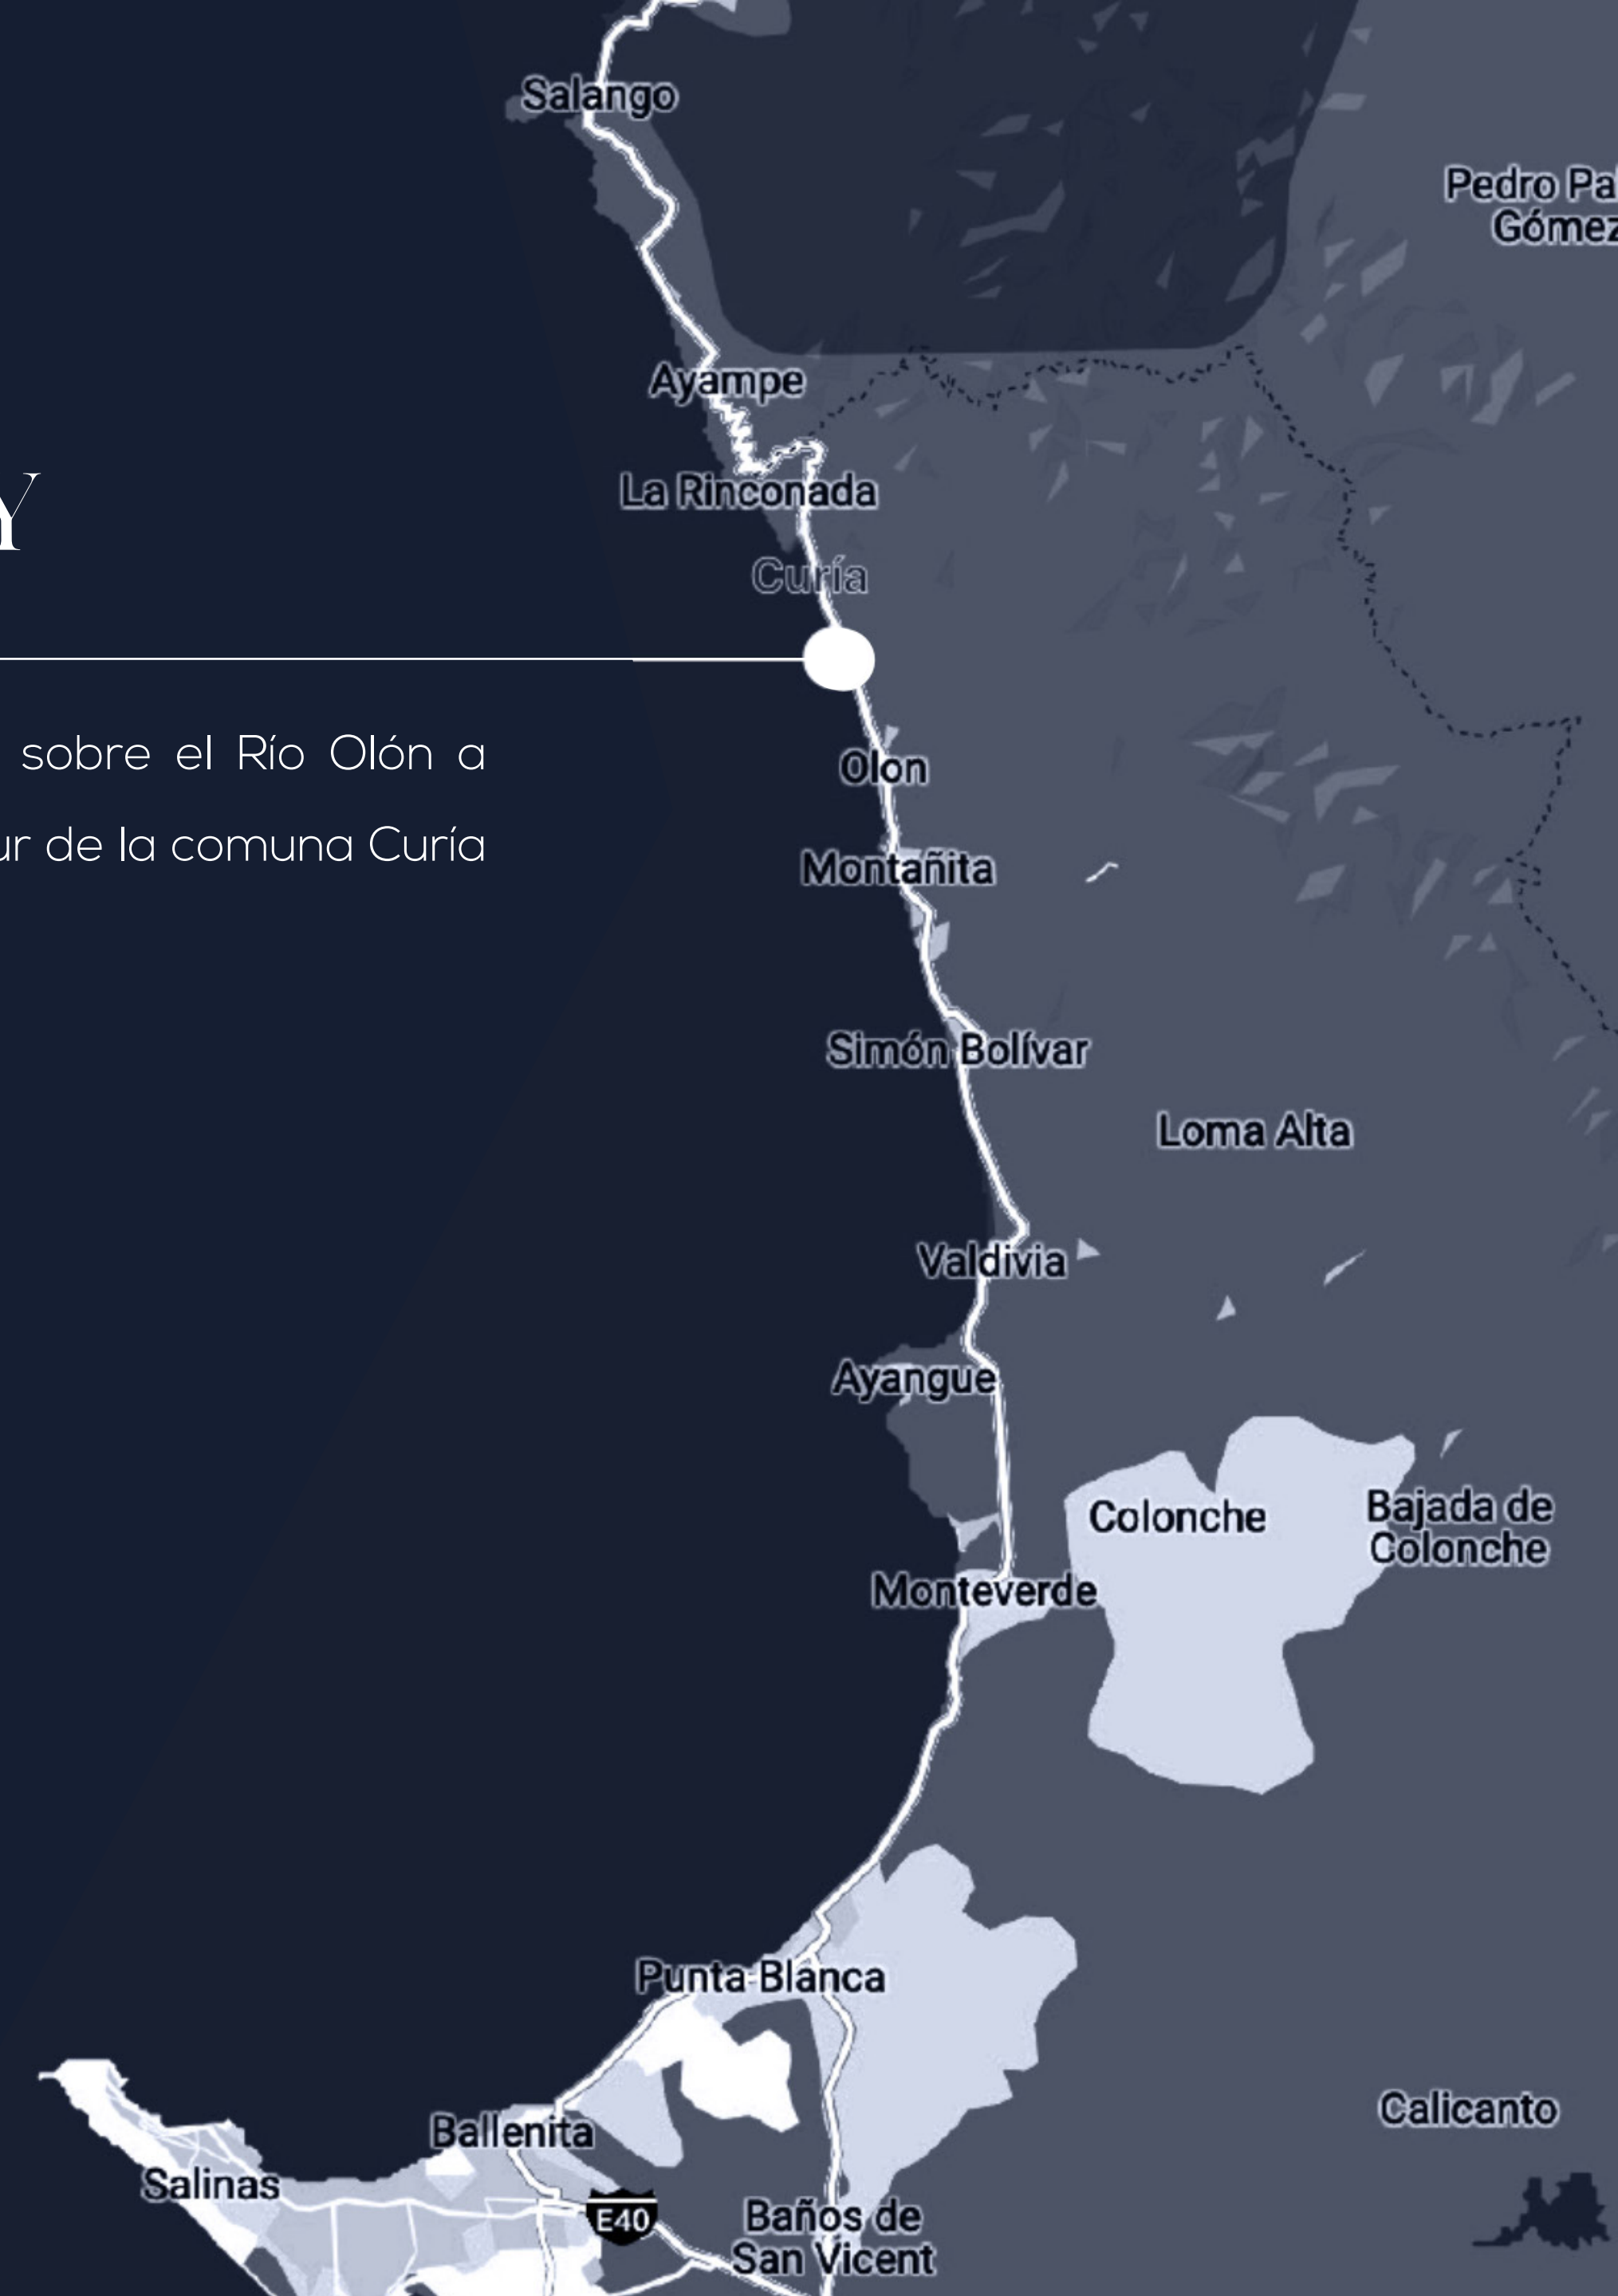 Salango
Pedro Pa
Gómez
Ayampe
Y
La Rinconada
Curía
sobre el Río Olón a
Olon
ur de la comuna Curía
Montañita
Simón Bolívar
Loma Alta
Valdivia
Ayangue
Colonche
Bajada de
Colonche
Monteverde
Punta Blanca
Calicanto
Ballenita
Salinas
E40
Baños de
San Vicent